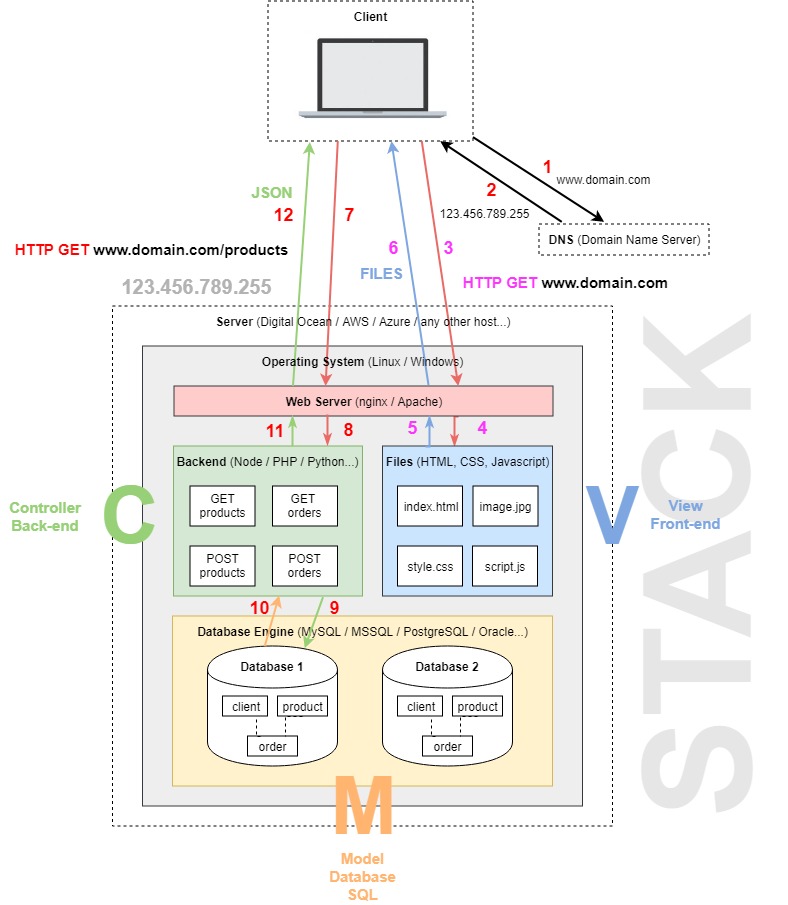 Client
1
www.domain.com
2
123.456.789.255
DNS (Domain Name Server)
JSON
12
7
6
3
HTTP GET www.domain.com/products
FILES
HTTP GET www.domain.com
123.456.789.255
Server (Digital Ocean / AWS / Azure / any other host...)
Operating System (Linux / Windows)
Web Server (nginx / Apache)
11
8
5
4
Backend (Node / PHP / Python...)
Files (HTML, CSS, Javascript)
GET
products
GET
orders
index.html
image.jpg
POST
products
POST
orders
style.css
script.js
C
Controller
Back-end
V
View
Front-end
STACK
10
9
Database Engine (MySQL / MSSQL / PostgreSQL / Oracle...)
Database 1
client
product
order
Database 2
client
product
order
M
Model
Database
SQL